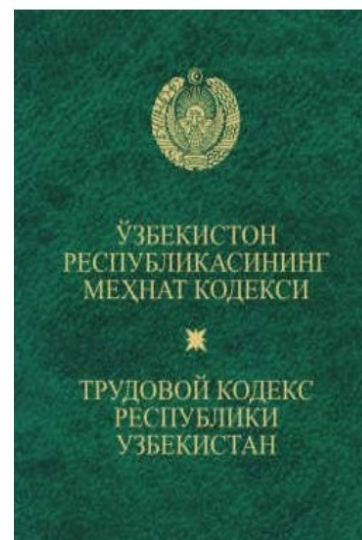 ЎЗБЕКИСТОН
РЕСПУБЛИКАСИНИНГ
МЕҲНАТ КОДЕКСИ
ТРУДОВОЙ КОДЕКС
РЕСПУБЛИКИ
УЗБЕКИСТАН